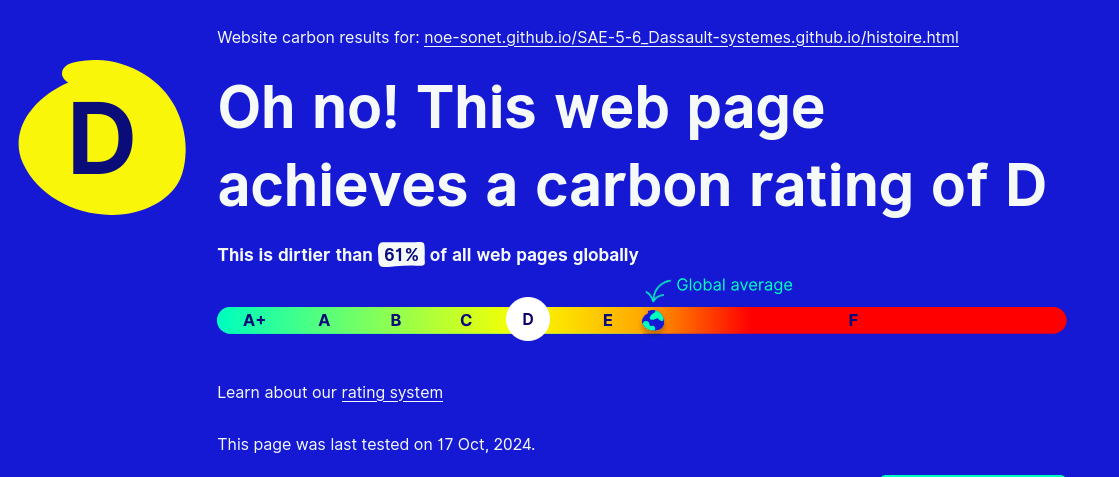 Website carbon results for: noe-sonet.github.io/SAE-5-6_Dassault-systemes.github.io/histoire.html
D
Oh no! This web page
achieves a carbon rating of D
This is dirtier than 61% of all web pages globally
Global average
A+ A B C D E F
Learn about our rating system
This page was last tested on 17 Oct, 2024.